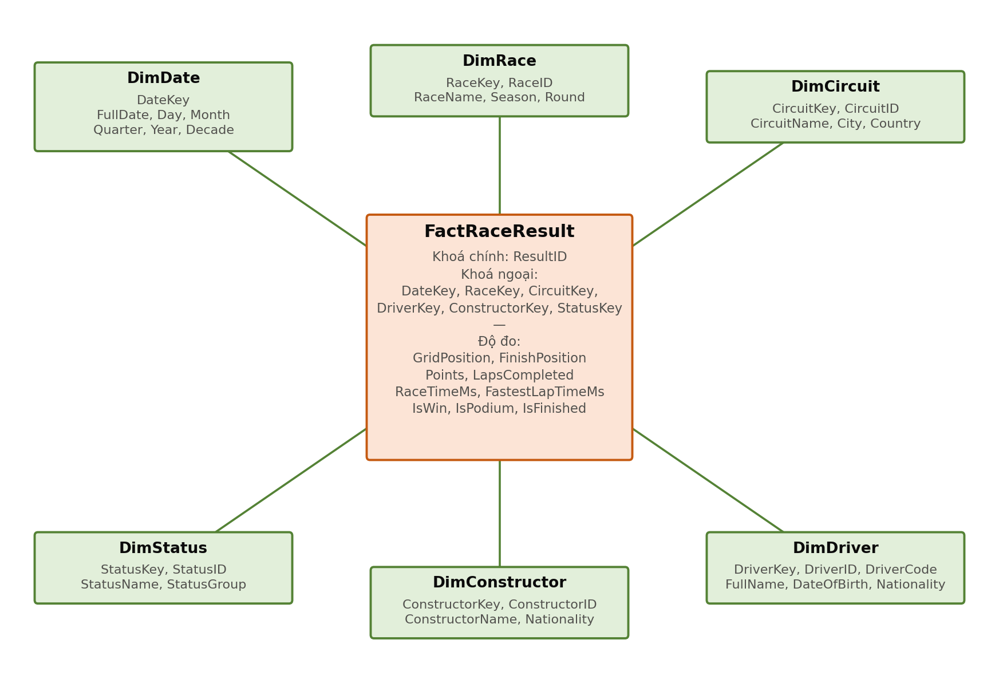 DimDate
DateKey
FullDate, Day, Month
Quarter, Year, Decade
DimRace
RaceKey, RaceID
RaceName, Season, Round
DimCircuit
CircuitKey, CircuitID
CircuitName, City, Country
FactRaceResult
Khoá chính: ResultID
Khoá ngoại:
DateKey, RaceKey, CircuitKey,
DriverKey, ConstructorKey, StatusKey
—
Độ đo:
GridPosition, FinishPosition
Points, LapsCompleted
RaceTimeMs, FastestLapTimeMs
IsWin, IsPodium, IsFinished
DimStatus
StatusKey, StatusID
StatusName, StatusGroup
DimConstructor
ConstructorKey, ConstructorID
ConstructorName, Nationality
DimDriver
DriverKey, DriverID, DriverCode
FullName, DateOfBirth, Nationality